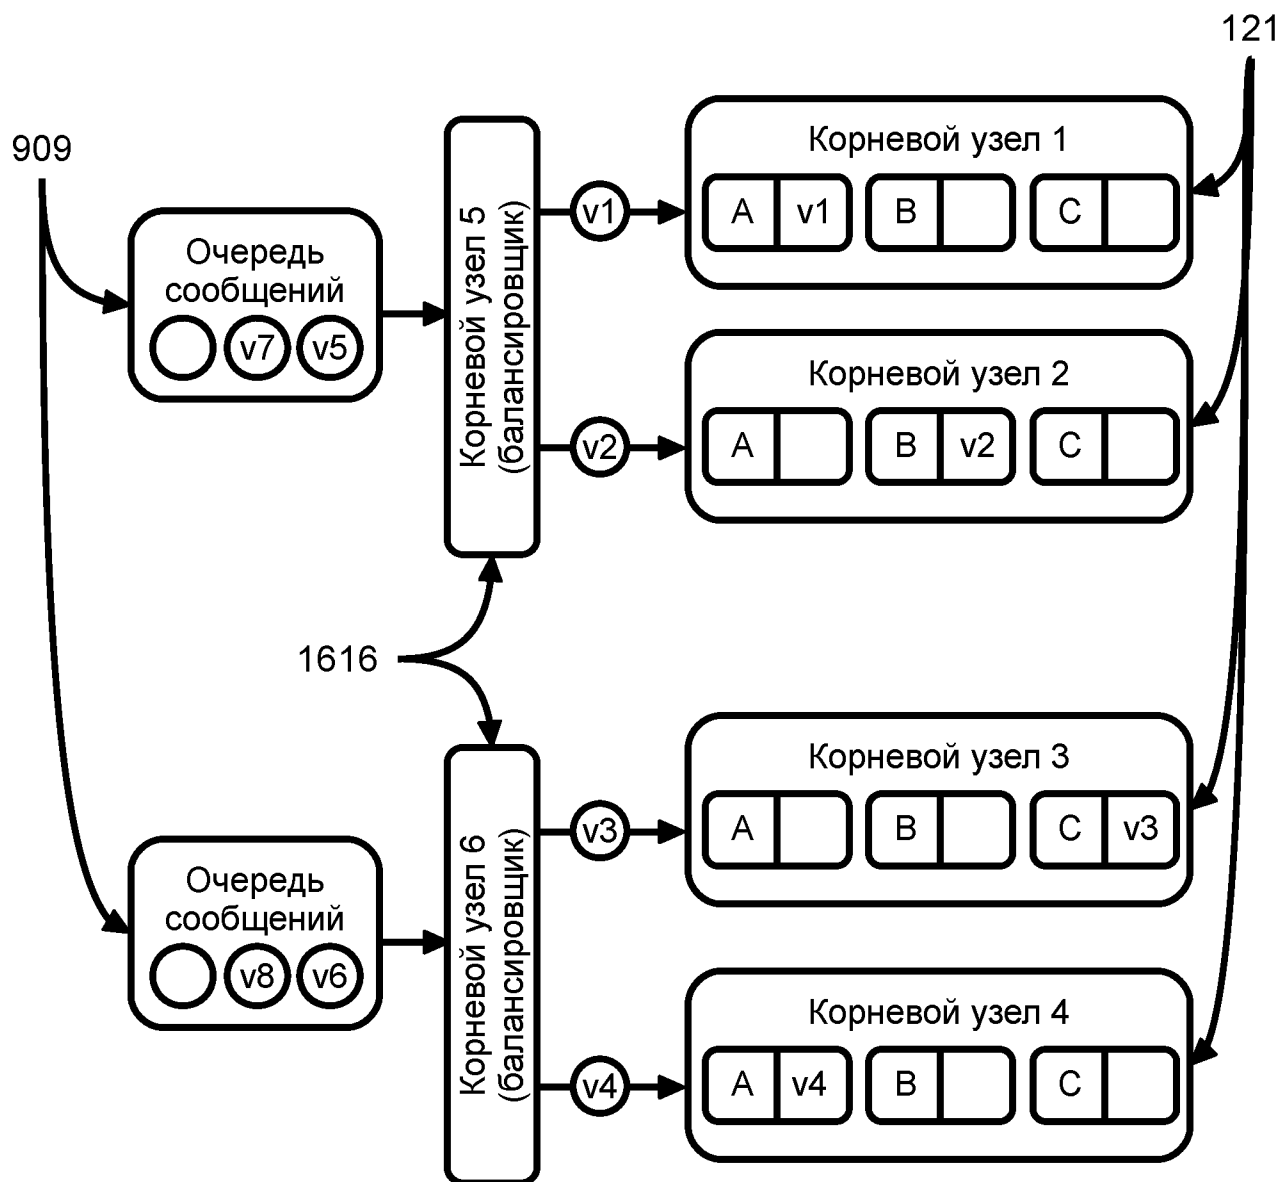 121
909
Очередь
сообщений
v7 v5
Корневой узел 5
(балансировщик)
v1
v2
Корневой узел 1
A v1 B C
Корневой узел 2
A B v2 C
1616
Очередь
сообщений
v8 v6
Корневой узел 6
(балансировщик)
v3
v4
Корневой узел 3
A B C v3
Корневой узел 4
A v4 B C